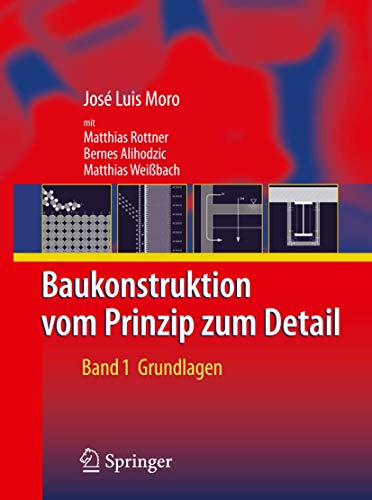 José Luis Moro
mit
Matthias Rottner
Bernes Alihodzic
Matthias Weißbach
Baukonstruktion
vom Prinzip zum Detail
Band 1 Grundlagen
Springer